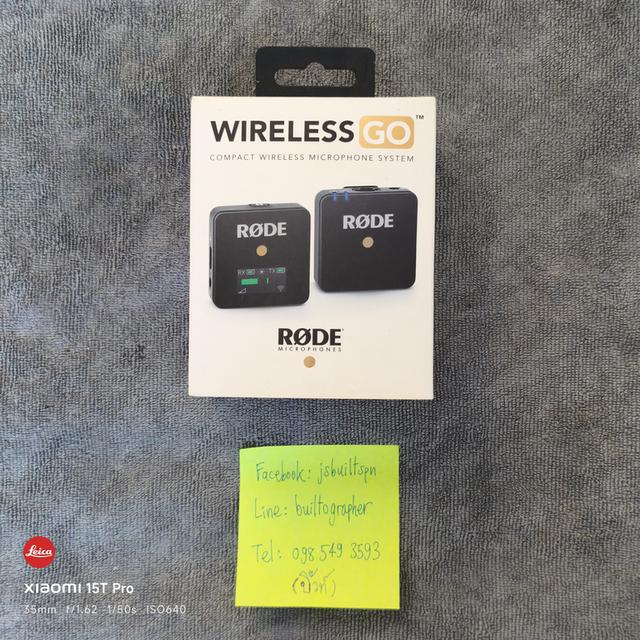 WIRELESS GO™
COMPACT WIRELESS MICROPHONE SYSTEM
RØDE
RX TX
RØDE
RØDE
MICROPHONES
Facebook: jsbuiltspn
Line: builtographer
Tel: 098 549 3593
(บิ้วท์)
Leica
XIAOMI 15T Pro
35mm f/1.62 1/80s ISO640